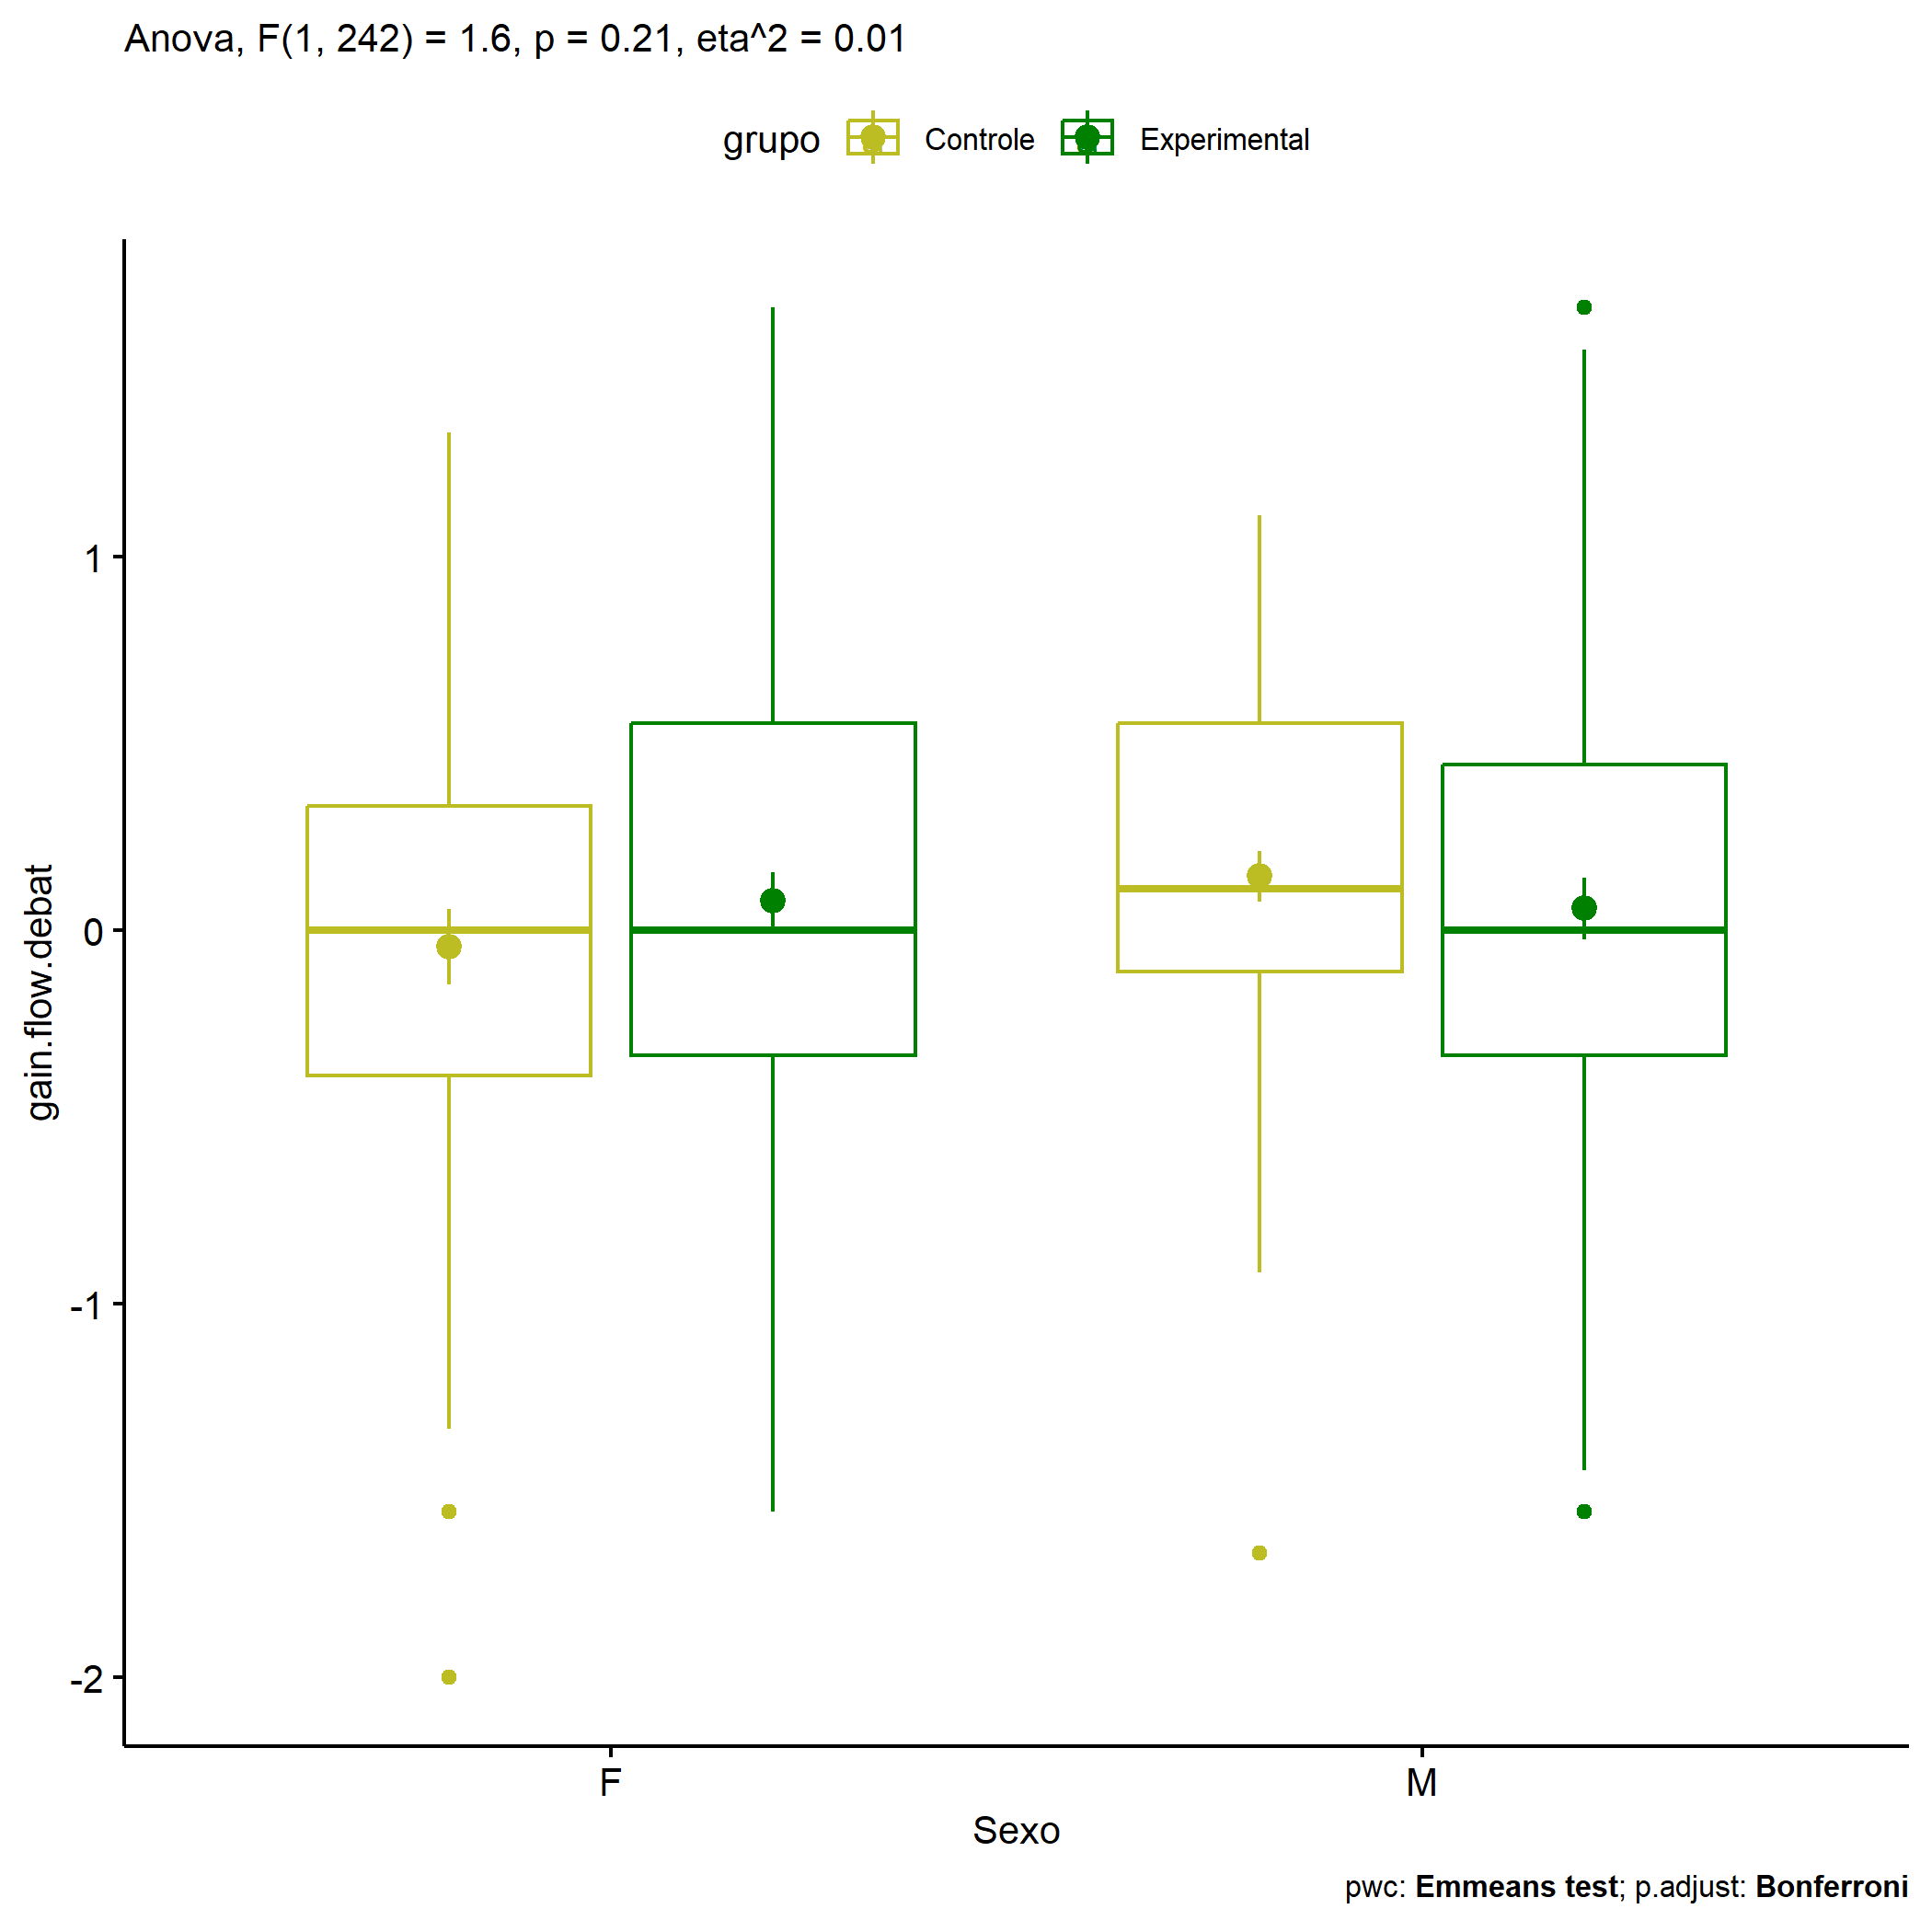 Anova, F(1, 242) = 1.6, p = 0.21, eta^2 = 0.01
grupo Controle Experimental
gain.flow.debat
1
0
-1
-2
F M
Sexo
pwc: Emmeans test; p.adjust: Bonferroni